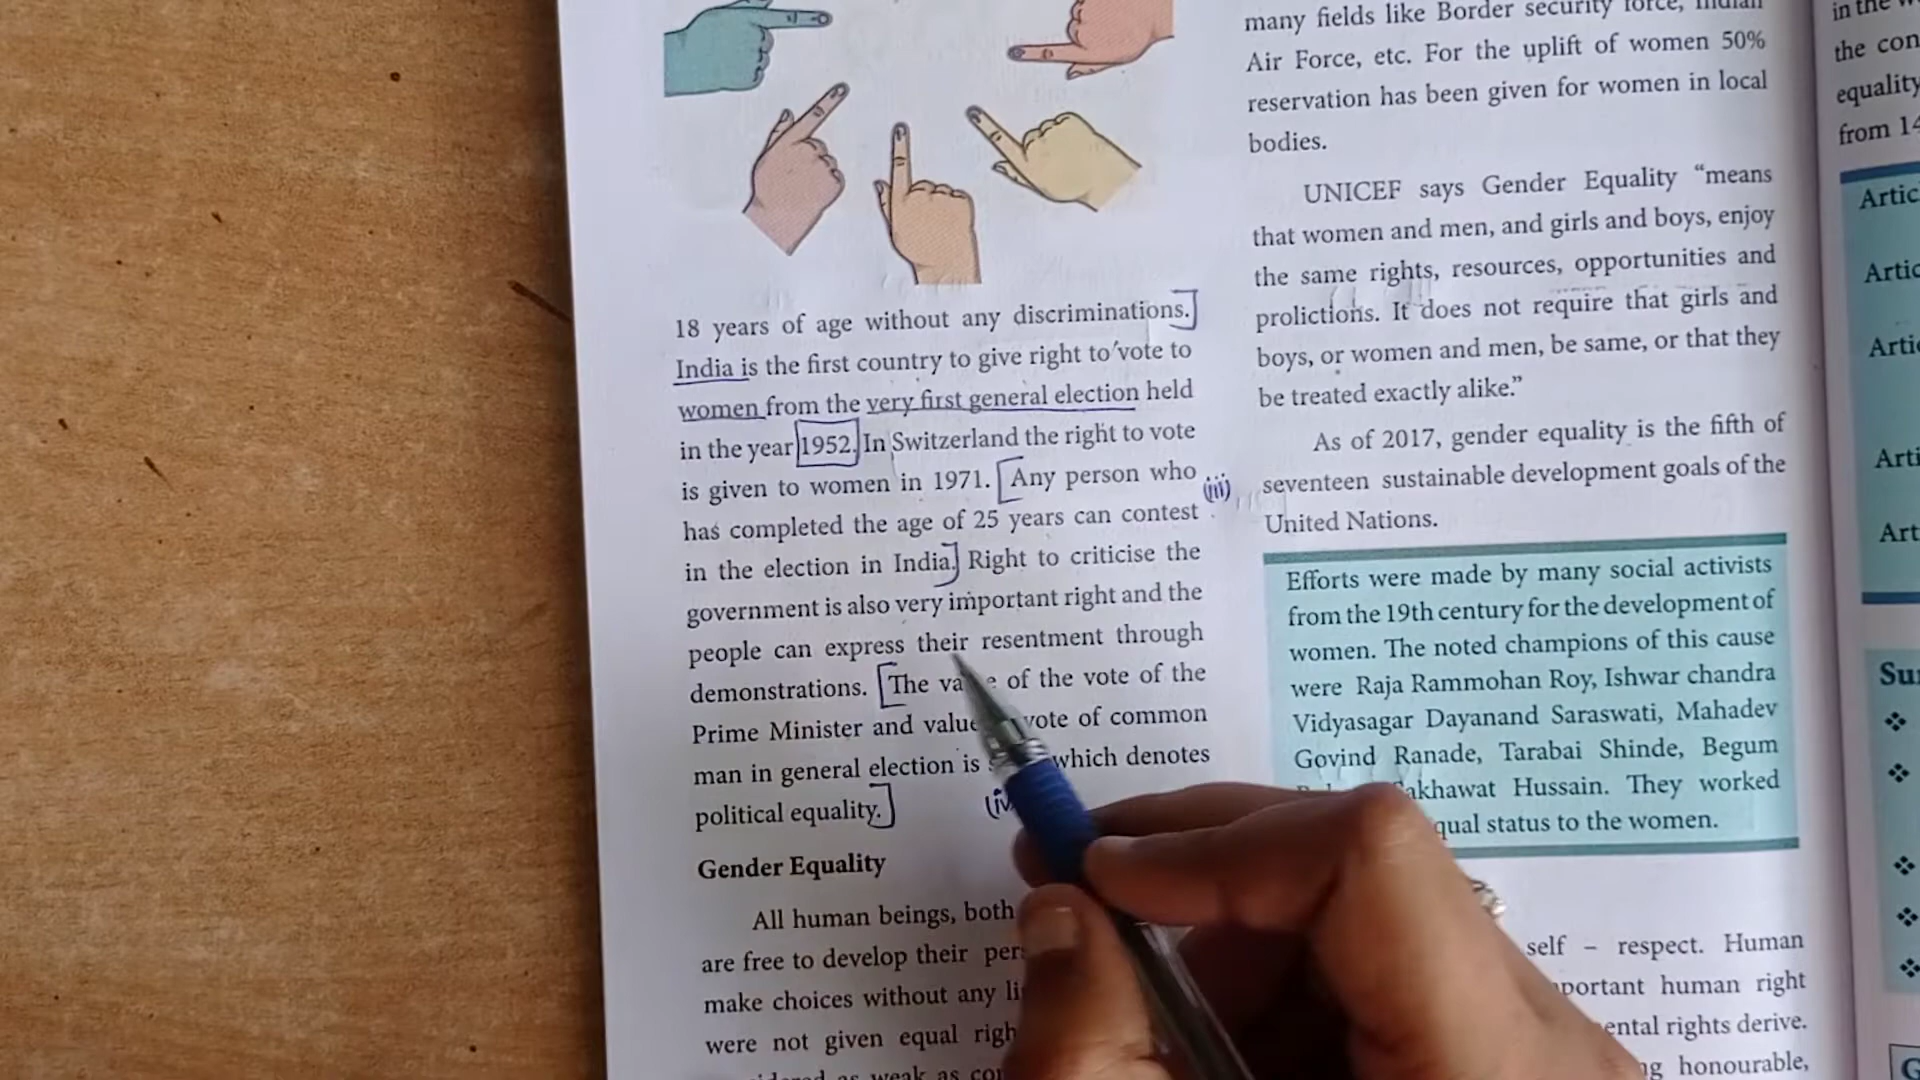 18 years of age without any discriminations.
India is the first country to give right to vote to
women from the very first general election held
in the year 1952. In Switzerland the right to vote
is given to women in 1971. Any person who
(iii)
has completed the age of 25 years can contest
in the election in India. Right to criticise the
government is also very important right and the
people can express their resentment through
demonstrations. The of the vote of the
Prime Minister and value vote of common
man in general election is which denotes
political equality.
(iv
Gender Equality
All human beings, both
are free to develop their
make choices without any
were not given equal
as weak as
many fields like Border security force, Indian
Air Force, etc. For the uplift of women 50%
reservation has been given for women in local
bodies.
UNICEF says Gender Equality “means
that women and men, and girls and boys, enjoy
the same rights, resources, opportunities and
prolictions. It does not require that girls and
boys, or women and men, be same, or that they
be treated exactly alike.”
As of 2017, gender equality is the fifth of
seventeen sustainable development goals of the
United Nations.
Efforts were made by many social activists
from the 19th century for the development of
women. The noted champions of this cause
were Raja Rammohan Roy, Ishwar chandra
Vidyasagar Dayanand Saraswati, Mahadev
Govind Ranade, Tarabai Shinde, Begum
Hussain. They worked
status to the women.
self – respect. Human
human right
rights derive.
honourable,
in the
the
equality
from 14